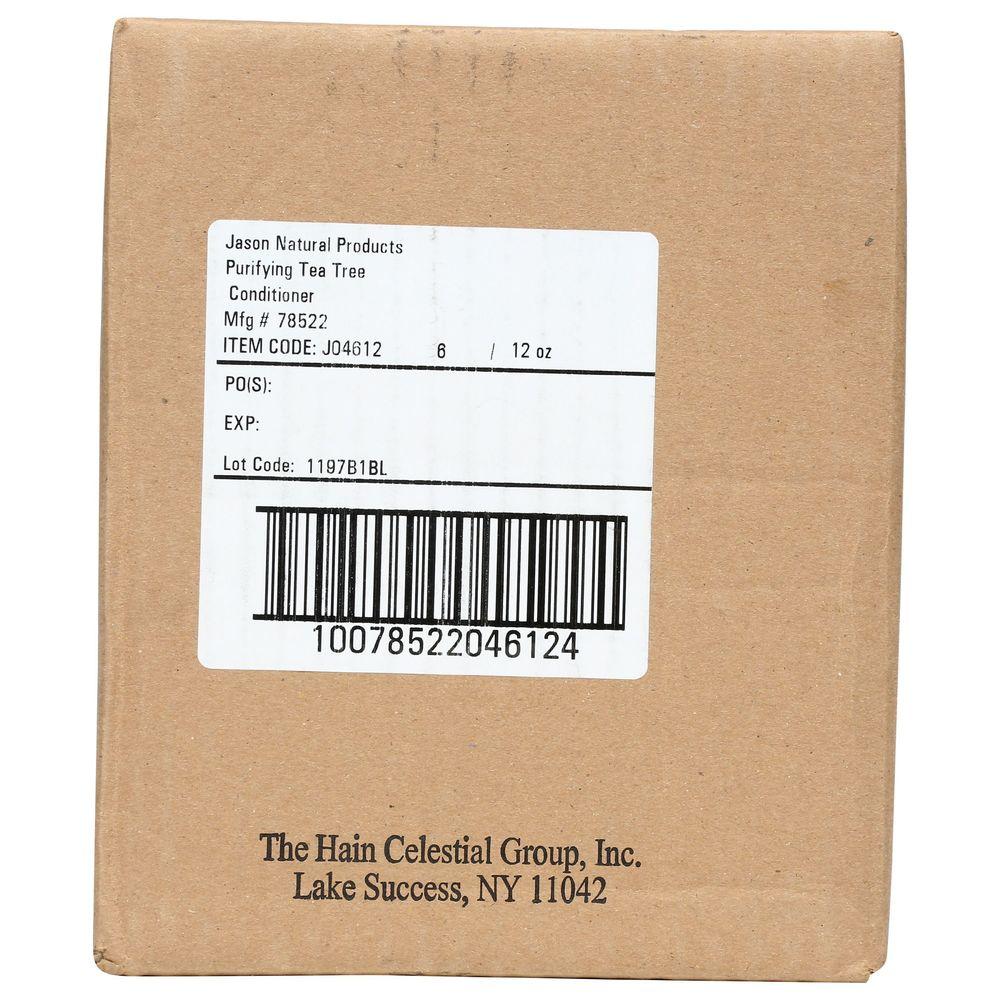 Jason Natural Products
Purifying Tea Tree
Conditioner
Mfg # 78522
ITEM CODE: J04612 6 / 12 oz
PO(S):
EXP:
Lot Code: 1197B1BL
10078522046124
The Hain Celestial Group, Inc.
Lake Success, NY 11042